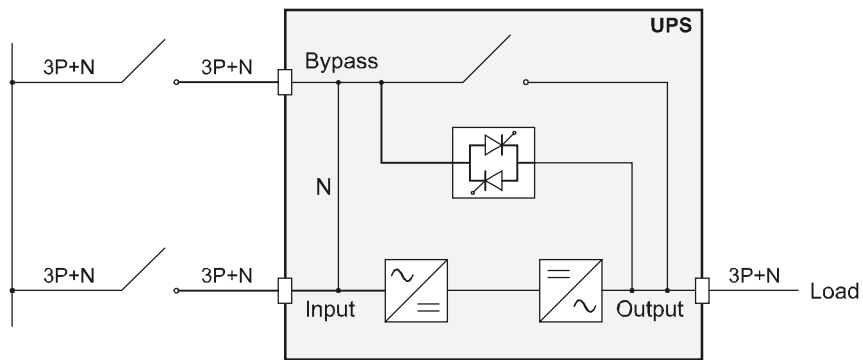 UPS
3P+N
3P+N
Bypass
N
3P+N
3P+N
Input
Output
3P+N
Load